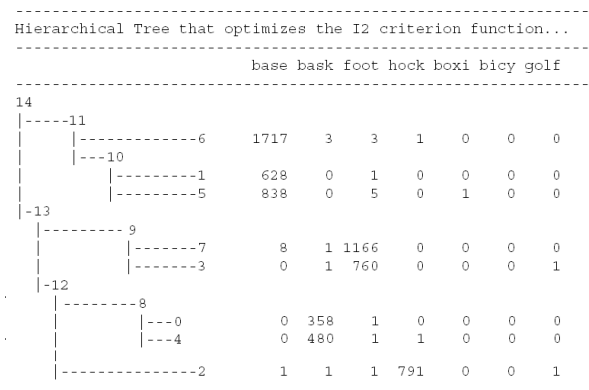 Hierarchical Tree that optimizes the I2 criterion function...
base bask foot hock boxi bicy golf
14
|-----11
|-------------6 1717 3 3 1 0 0 0
|---10
|---------1 628 0 1 0 0 0 0
|---------5 838 0 5 0 1 0 0
|-13
|--------- 9
|-------7 8 1 1166 0 0 0 0
|-------3 0 1 760 0 0 0 1
|-12
|--------8
|---0 0 358 1 0 0 0 0
|---4 0 480 1 1 0 0 0
|---------------2 1 1 1 791 0 0 1